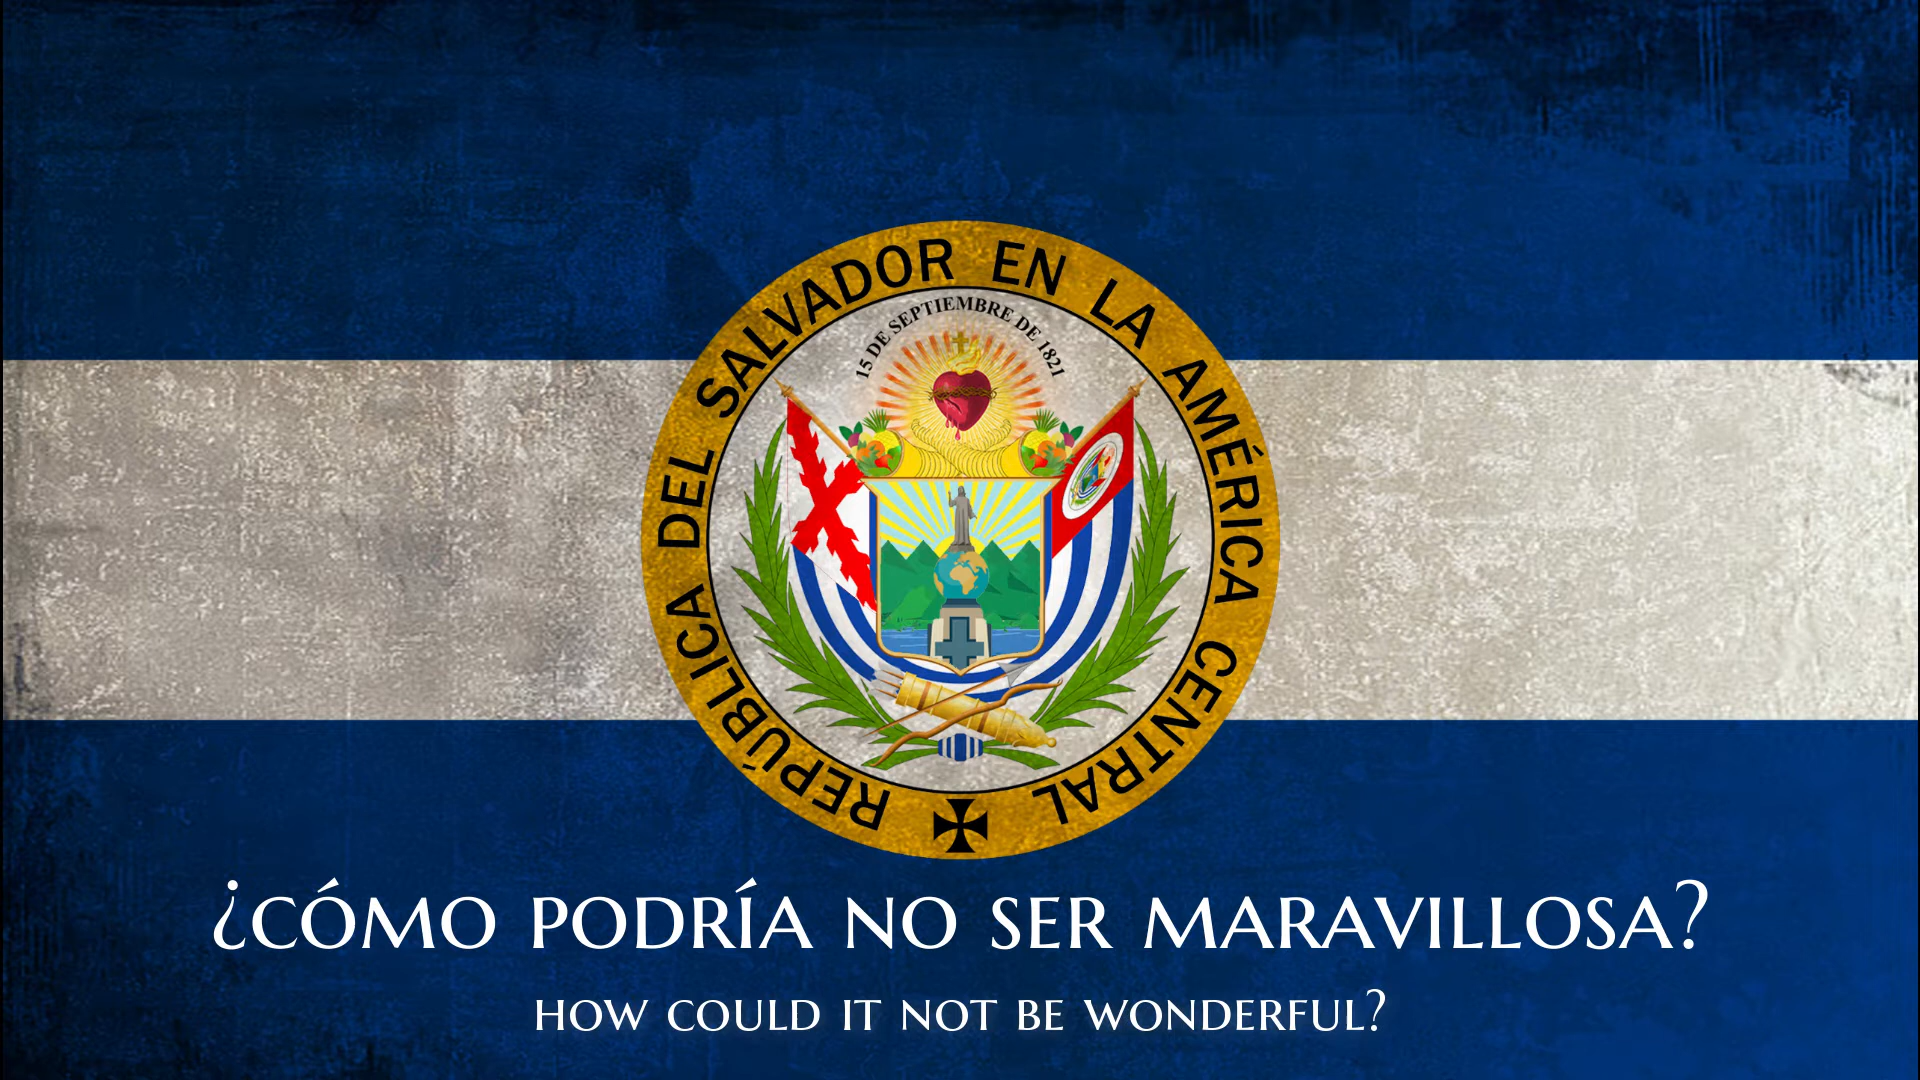 REPÚBLICA DEL SALVADOR EN LA AMÉRICA CENTRAL
15 DE SEPTIEMBRE DE 1821
¿CÓMO PODRÍA NO SER MARAVILLOSA?
HOW COULD IT NOT BE WONDERFUL?